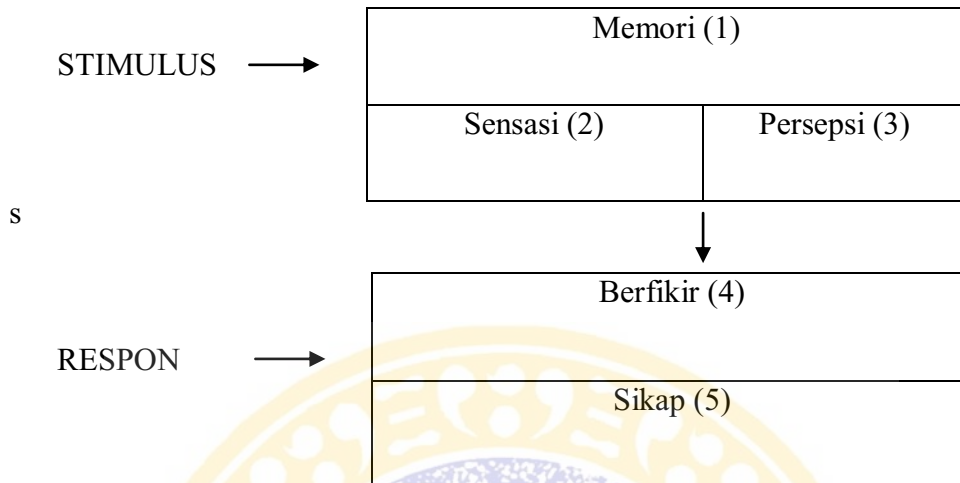 Memori (1)
STIMULUS
Sensasi (2) Persepsi (3)
s
Berfikir (4)
RESPON
Sikap (5)